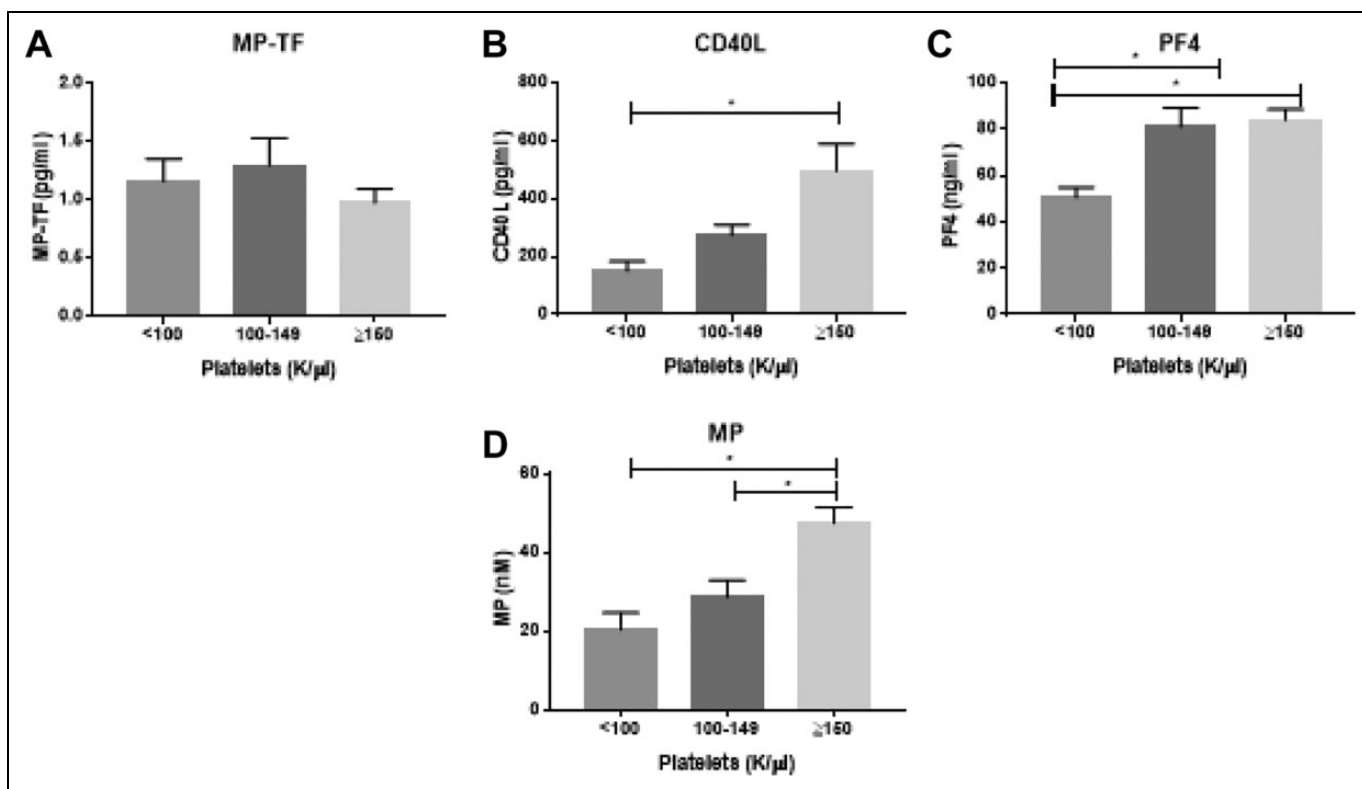 A
MP-TF
MP-TF (pg/ml)
2.0
1.5
1.0
0.5
0.0
<100
100-149
≥150
Platelets (K/µl)
B
CD40L
CD40L (pg/ml)
800
600
400
200
0
*
<100
100-149
≥150
Platelets (K/µl)
C
PF4
PF4 (ng/ml)
100
80
60
40
20
0
*
*
<100
100-149
≥150
Platelets (K/µl)
D
MP
MP (nM)
60
40
20
0
*
*
<100
100-149
≥150
Platelets (K/µl)